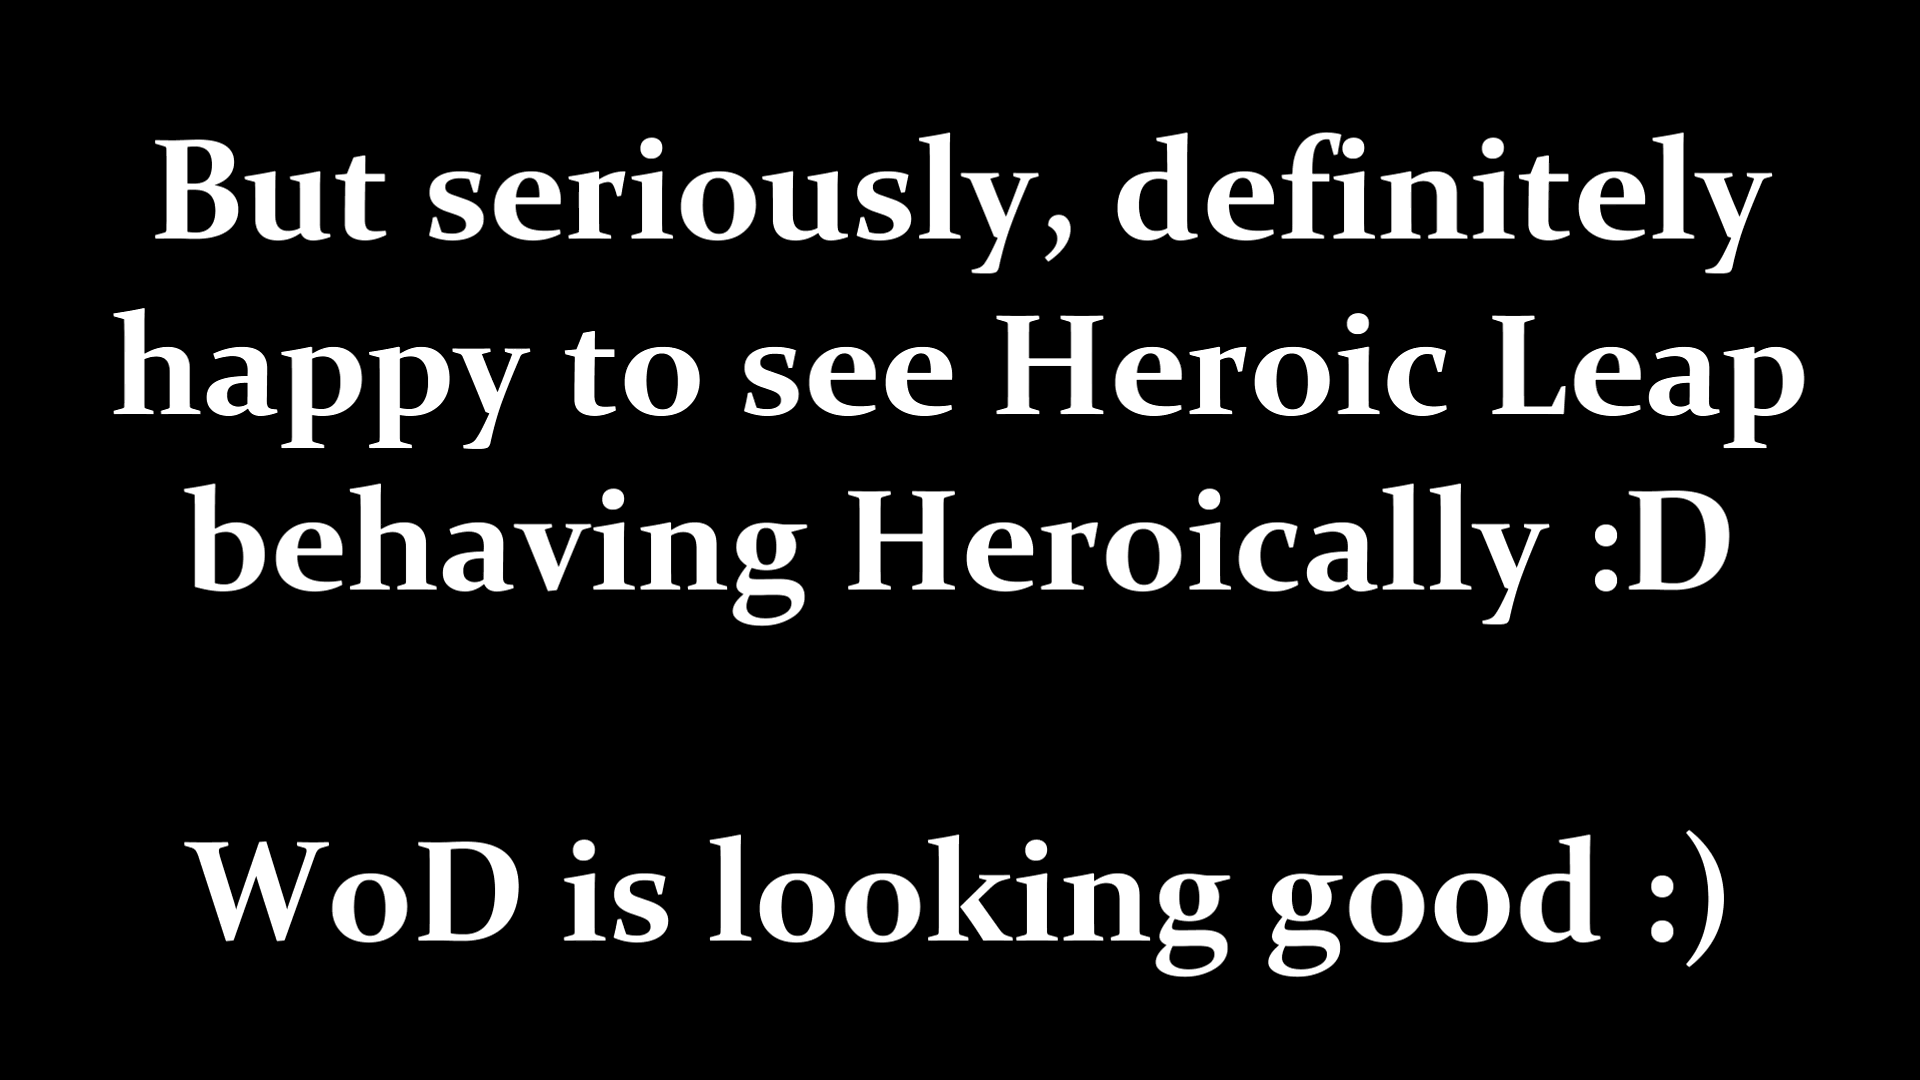 But seriously, definitely
happy to see Heroic Leap
behaving Heroically :D
WoD is looking good :)